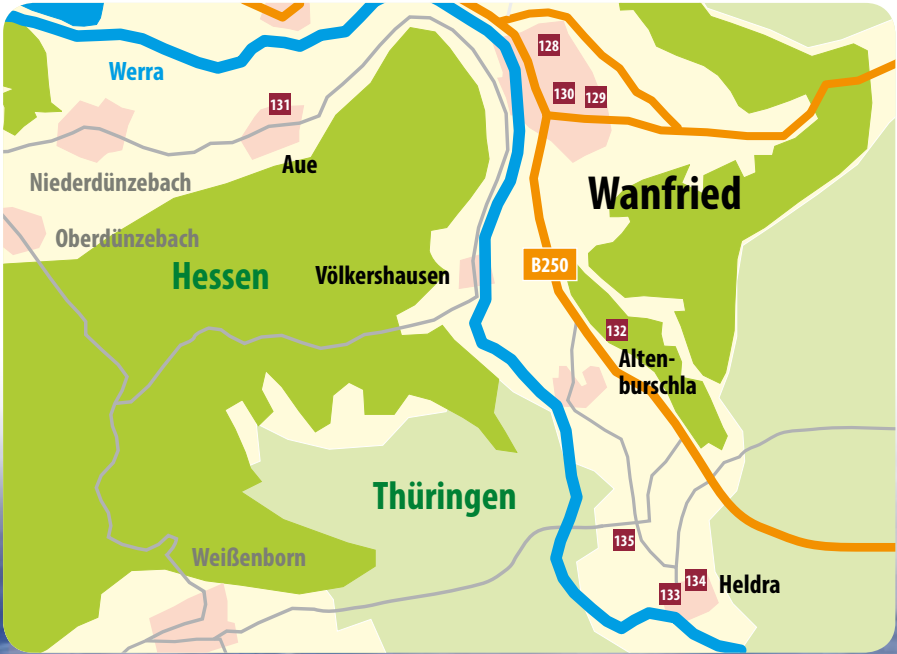 128
Werra
130
129
131
Aue
Niederdünzebach
Wanfried
Oberdünzebach
Hessen
Völkershausen
B250
132
Alten-
burschla
Thüringen
135
Weißenborn
134
Heldra
133